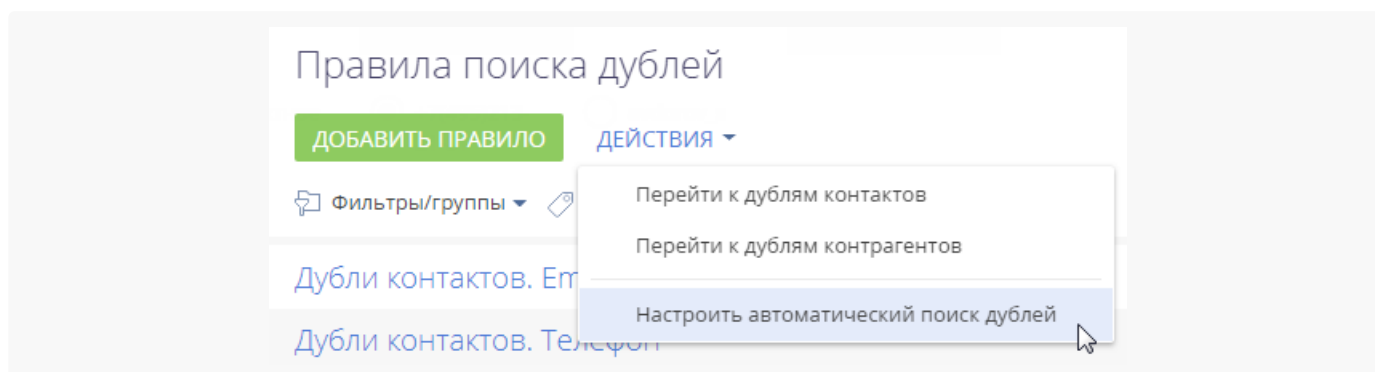 Правила поиска дублей
ДОБАВИТЬ ПРАВИЛО ДЕЙСТВИЯ
Фильтры/группы
Перейти к дублям контактов
Перейти к дублям контрагентов
Дубли контактов. Em
Настроить автоматический поиск дублей
Дубли контактов. Телефон